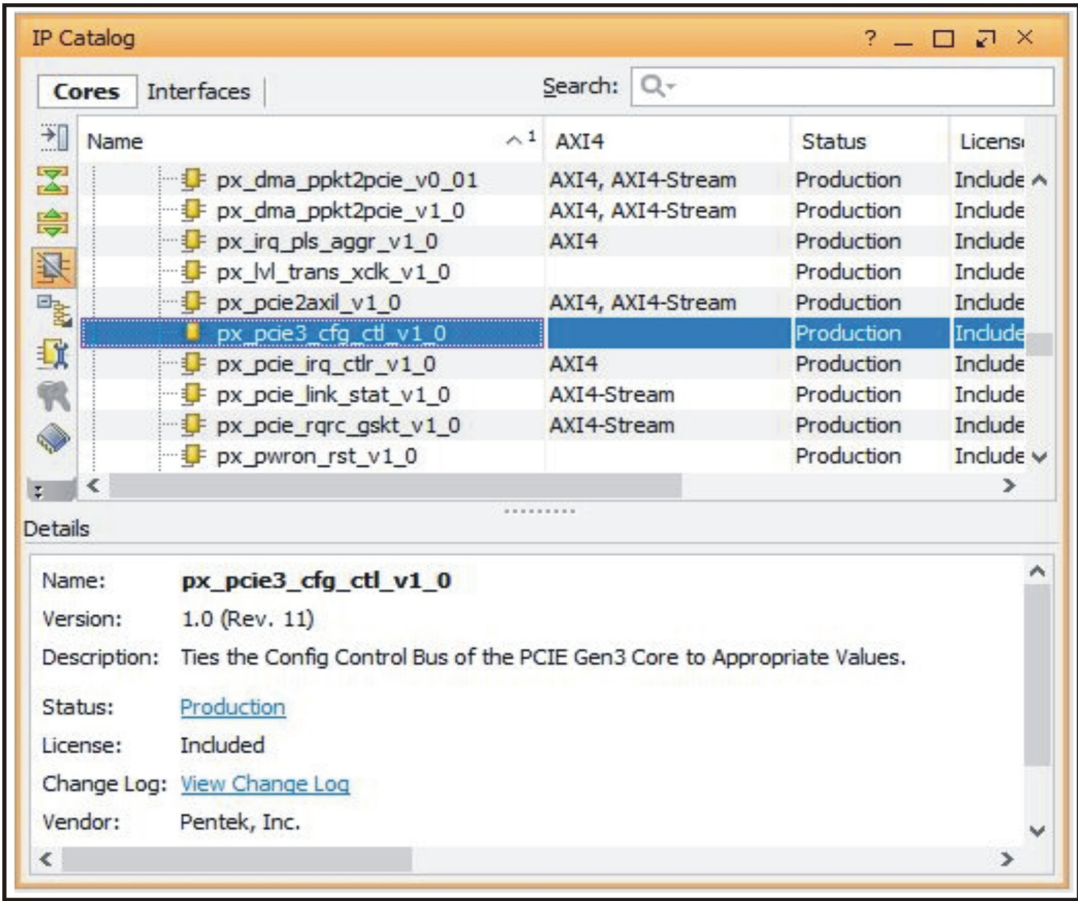 IP Catalog ?
Cores Interfaces Search:
Name 1 AXI4 Status Licens
px_dma_ppkt2pcie_v0_01 AXI4, AXI4-Stream Production Include
px_dma_ppkt2pcie_v1_0 AXI4, AXI4-Stream Production Include
px_irq_pls_aggr_v1_0 AXI4 Production Include
px_lvl_trans_xclk_v1_0 Production Include
px_pcie2axil_v1_0 AXI4, AXI4-Stream Production Include
px_pcie3_cfg_ctl_v1_0 Production Include
px_pcie_irq_ctlr_v1_0 AXI4 Production Include
px_pcie_link_stat_v1_0 AXI4-Stream Production Include
px_pcie_rqrc_gskt_v1_0 AXI4-Stream Production Include
px_pwron_rst_v1_0 Production Include
Details
Name: px_pcie3_cfg_ctl_v1_0
Version: 1.0 (Rev. 11)
Description: Ties the Config Control Bus of the PCIE Gen3 Core to Appropriate Values.
Status: Production
License: Included
Change Log: View Change Log
Vendor: Pentek, Inc.